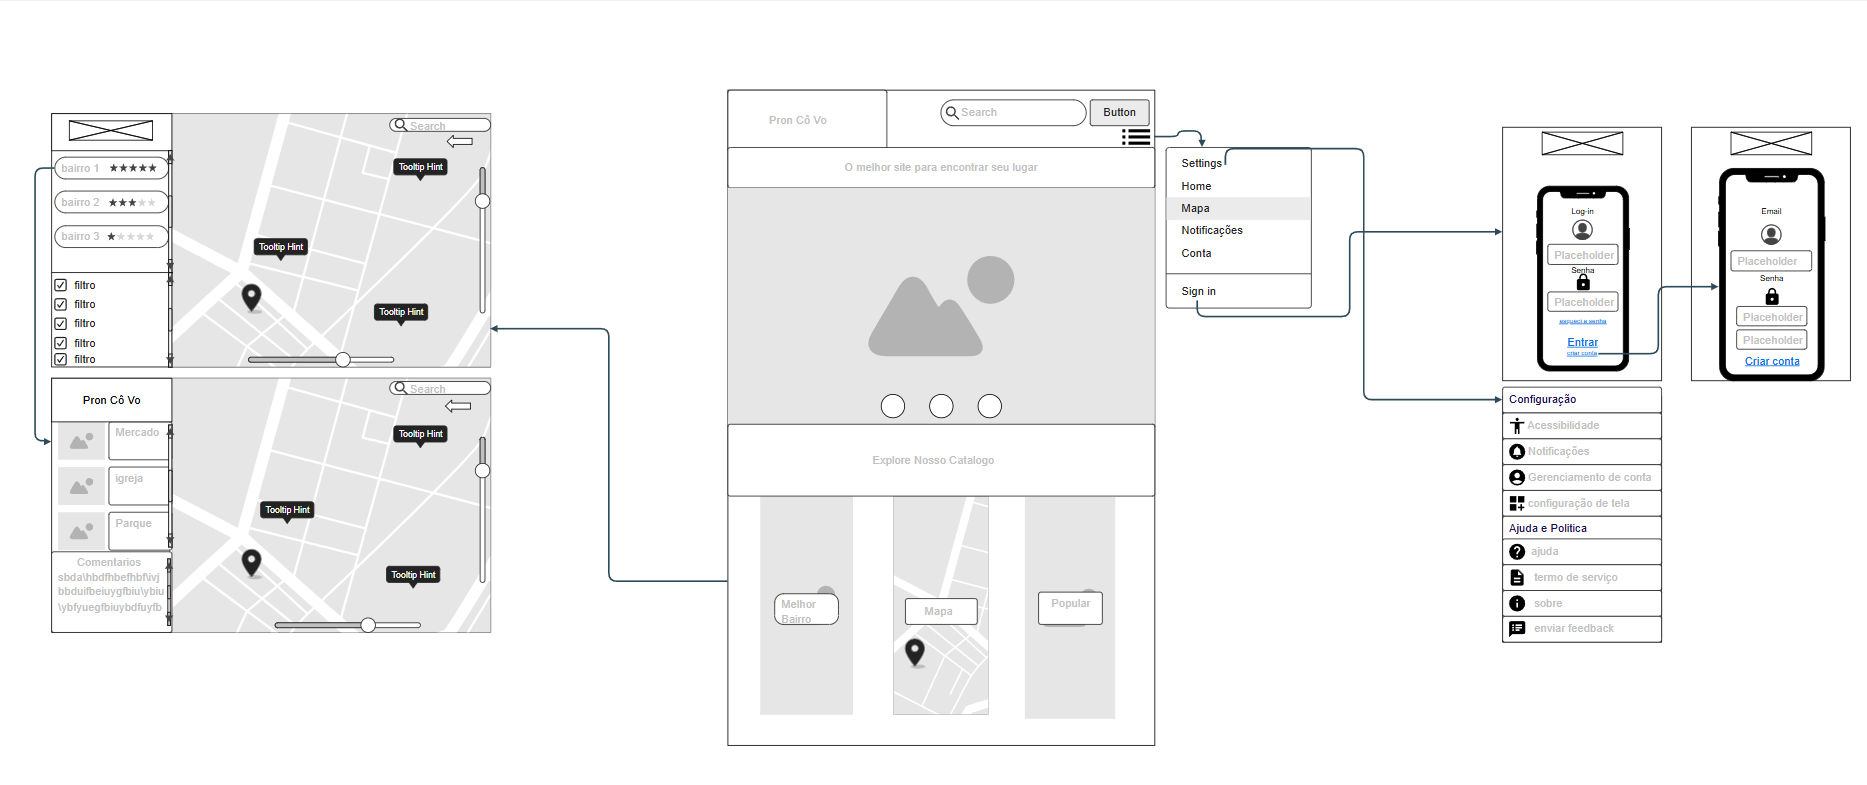 Search
Tooltip Hint
bairro 1
bairro 2
bairro 3
Tooltip Hint
Tooltip Hint
filtro
filtro
filtro
filtro
filtro
Pron Cô Vo
Search
Mercado
Tooltip Hint
igreja
Tooltip Hint
Parque
Comentarios
sbda\hbdfhbefhbf\ivj
bbduifbeiuygfbiu\ybiu
\ybfyuegfbiuybdfuyfb
Tooltip Hint
Pron Cô Vo
Search
Button
O melhor site para encontrar seu lugar
Explore Nosso Catalogo
Melhor
Bairro
Mapa
Popular
Settings
Home
Mapa
Notificações
Conta
Sign in
Log-in
Placeholder
Senha
Placeholder
esqueci a senha
Entrar
criar conta
Email
Placeholder
Senha
Placeholder
Placeholder
Criar conta
Configuração
Acessibilidade
Notificações
Gerenciamento de conta
configuração de tela
Ajuda e Politica
ajuda
termo de serviço
sobre
enviar feedback